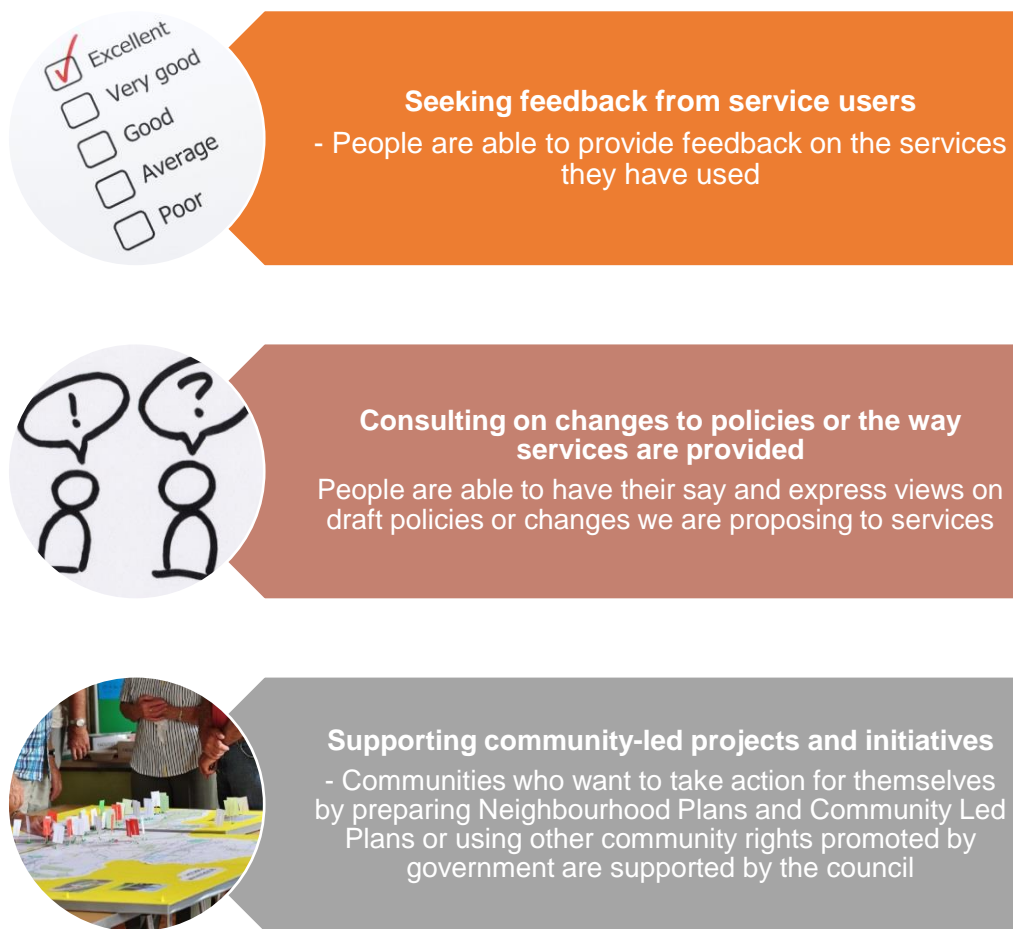 Excellent
Very good
Good
Average
Poor
Seeking feedback from service users
- People are able to provide feedback on the services
they have used
!
?
Consulting on changes to policies or the way
services are provided
People are able to have their say and express views on
draft policies or changes we are proposing to services
Supporting community-led projects and initiatives
- Communities who want to take action for themselves
by preparing Neighbourhood Plans and Community Led
Plans or using other community rights promoted by
government are supported by the council